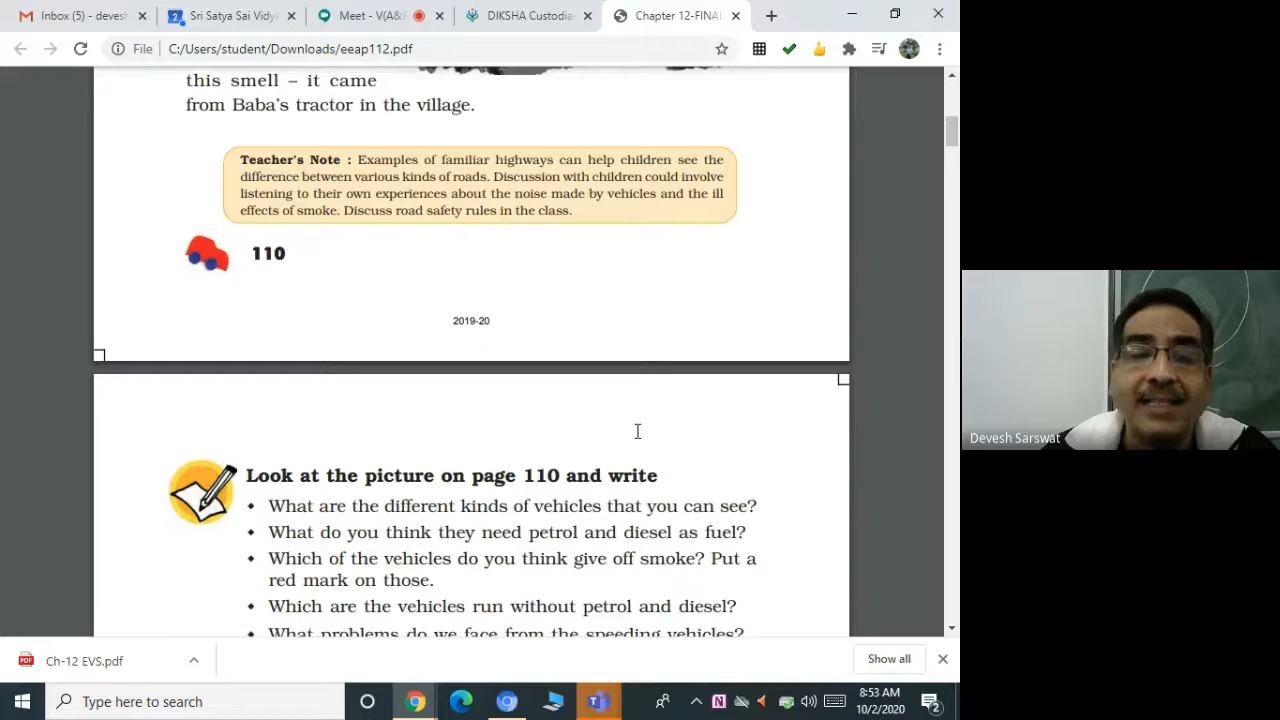 Inbox (5) - devesh
Sri Satya Sai Vidy
Meet - V(A&
DIKSHA Custodia
Chapter 12-FINAL
File
C:/Users/student/Downloads/eeap112.pdf
this smell – it came
from Baba's tractor in the village.
Teacher's Note : Examples of familiar highways can help children see the
difference between various kinds of roads. Discussion with children could involve
listening to their own experiences about the noise made by vehicles and the ill
effects of smoke. Discuss road safety rules in the class.
110
2019-20
Look at the picture on page 110 and write
• What are the different kinds of vehicles that you can see?
• What do you think they need petrol and diesel as fuel?
• Which of the vehicles do you think give off smoke? Put a
red mark on those.
• Which are the vehicles run without petrol and diesel?
• What problems do we face from the speeding vehicles?
Devesh Sarswat
Ch-12 EVS.pdf
Show all
Type here to search
8:53 AM
10/2/2020
2